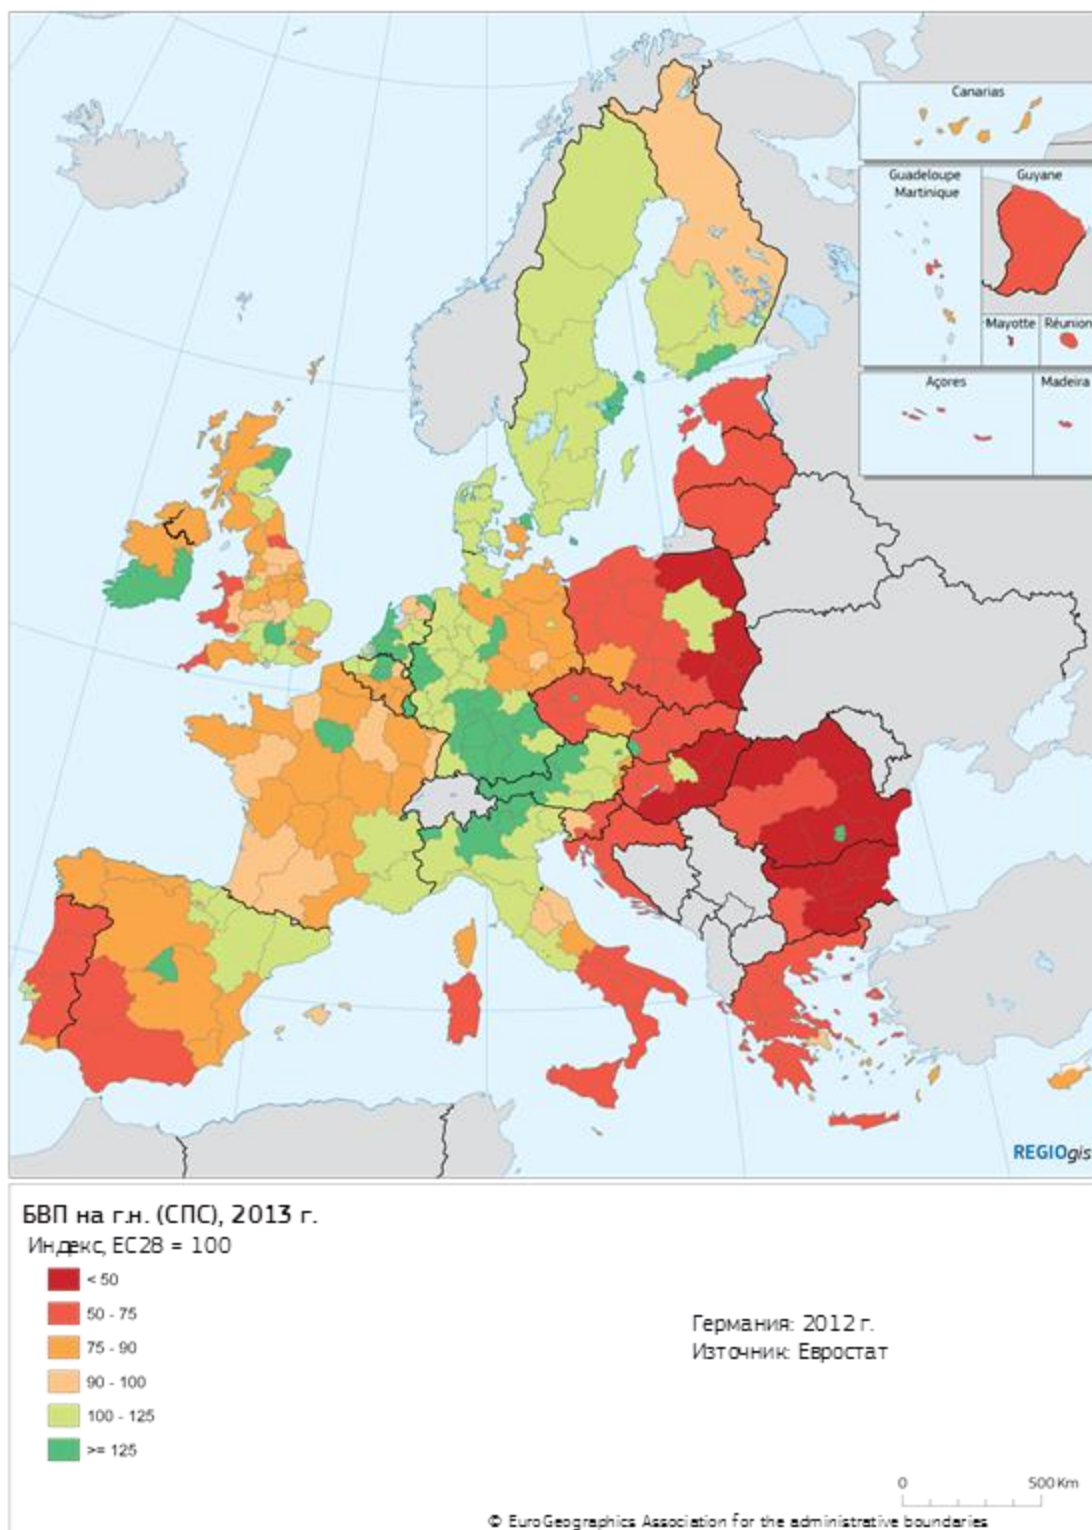 Canarias
Guadeloupe
Martinique
Guyane
Mayotte
Réunion
Açores
Madeira
REGIOgis
БВП на г.н. (СПС), 2013 г.
Индекс, ЕС28 = 100
< 50
50 - 75
75 - 90
90 - 100
100 - 125
>= 125
Германия: 2012 г.
Източник: Евростат
0 500 Km
© EuroGeographics Association for the administrative boundaries